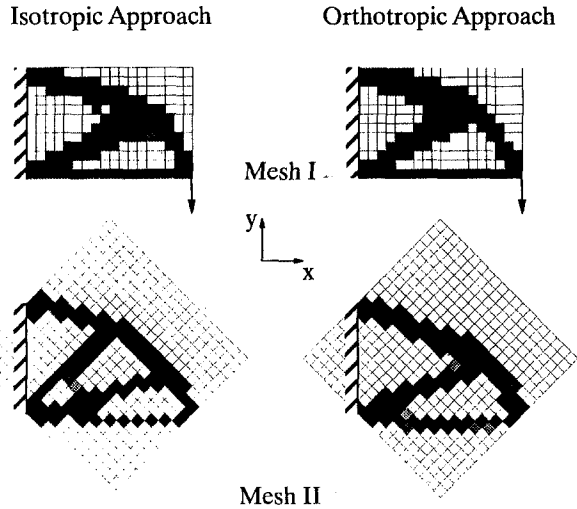 Isotropic Approach
Orthotropic Approach
Mesh I
y
x
Mesh II